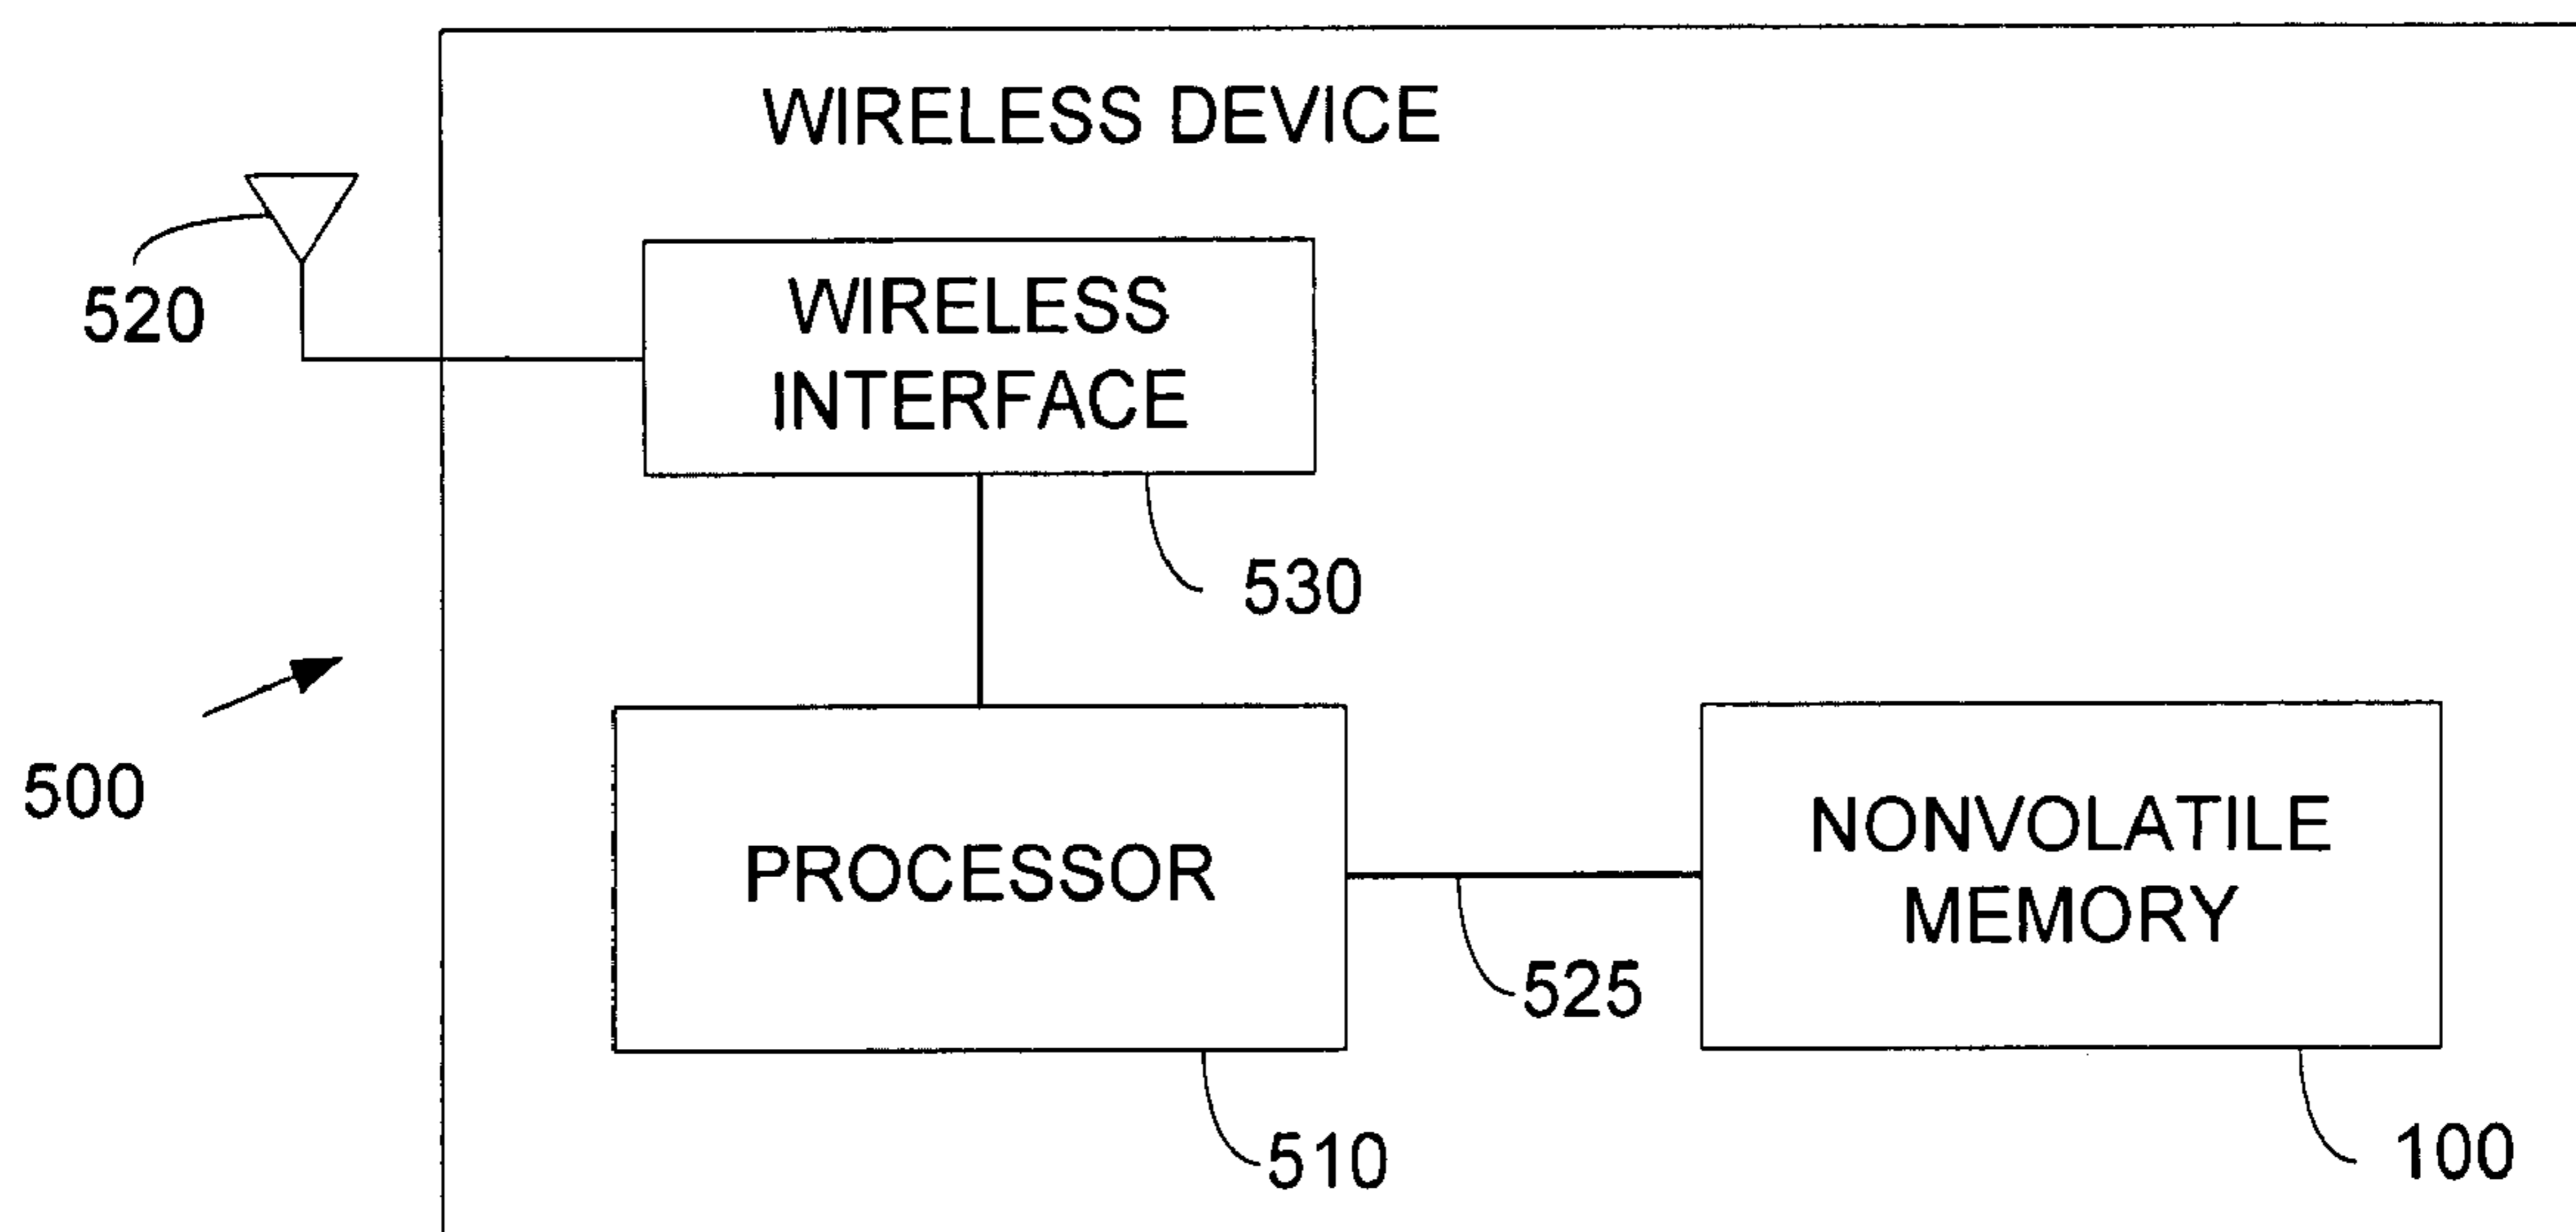 WIRELESS DEVICE
WIRELESS
INTERFACE
520
530
500
PROCESSOR
NONVOLATILE
MEMORY
525
510
100